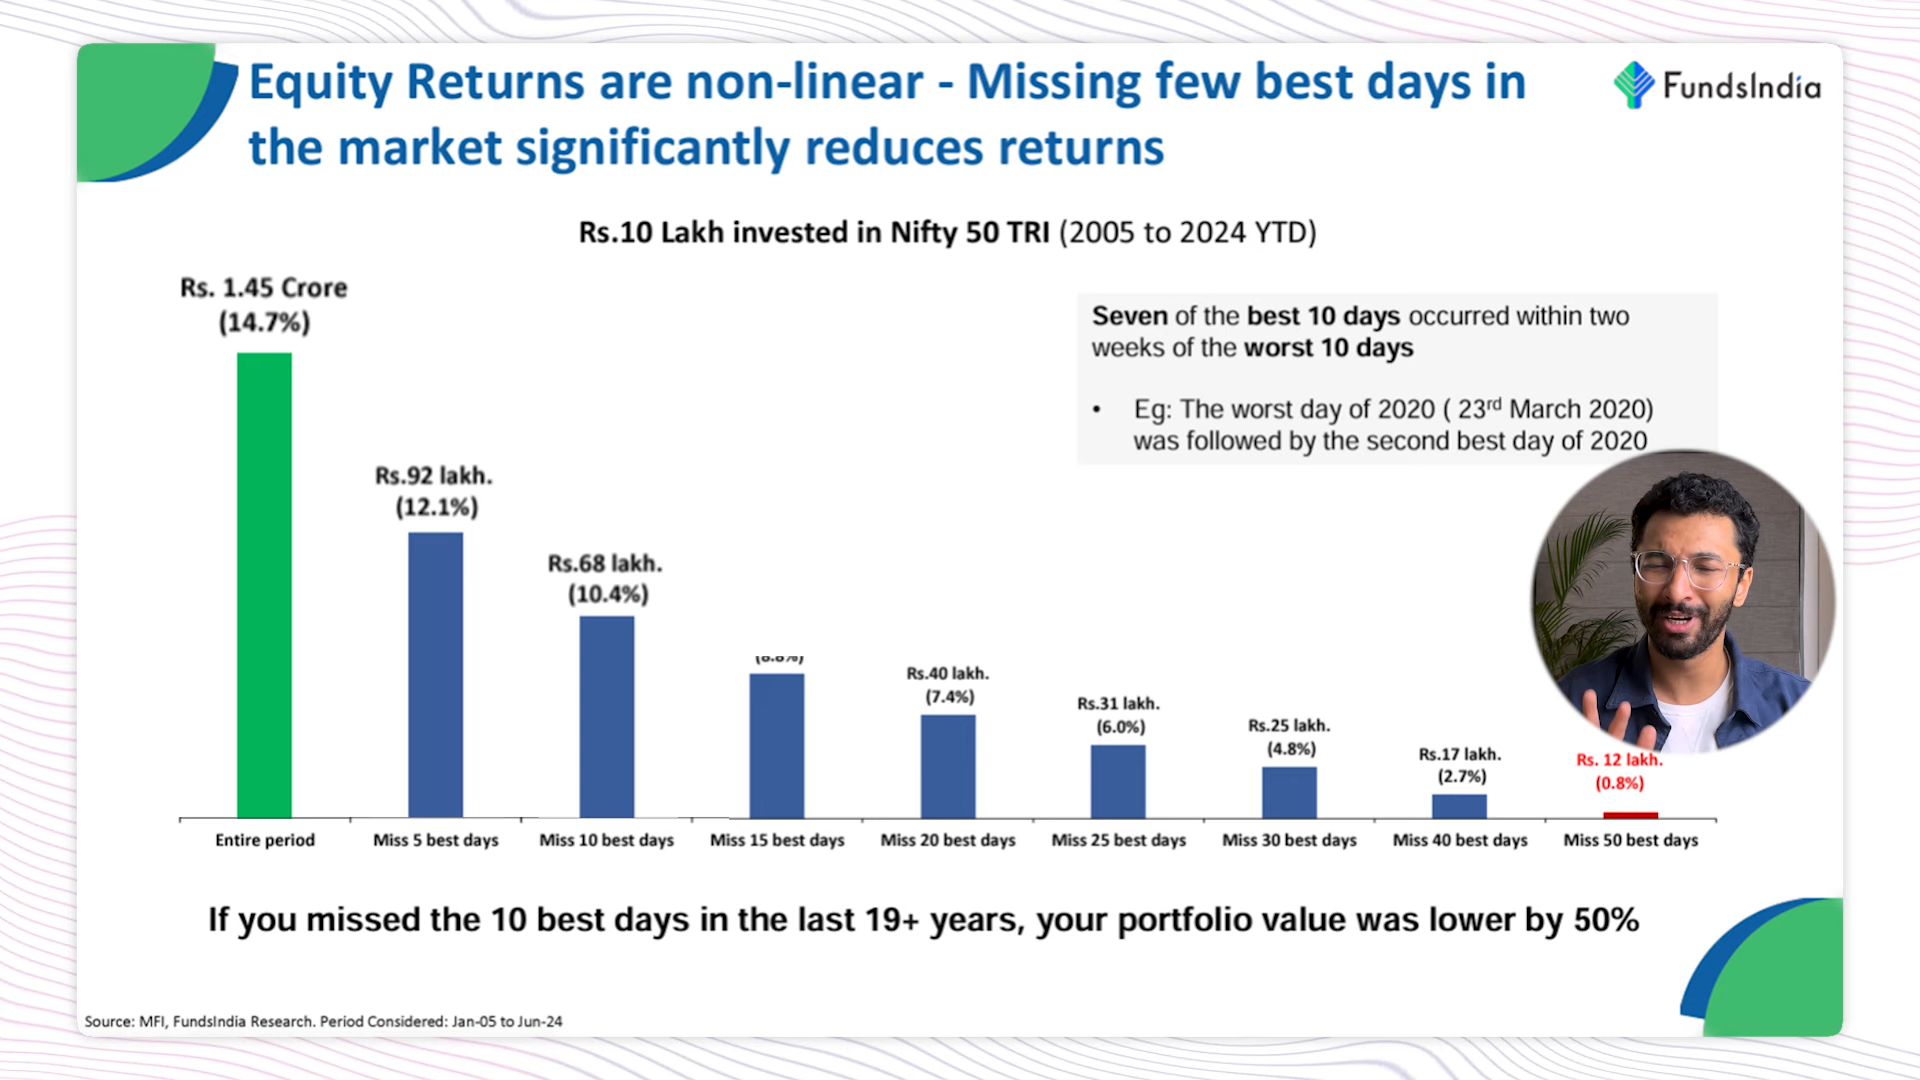 Equity Returns are non-linear - Missing few best days in
the market significantly reduces returns
FundsIndia
Rs.10 Lakh invested in Nifty 50 TRI (2005 to 2024 YTD)
Rs. 1.45 Crore
(14.7%)
Seven of the best 10 days occurred within two
weeks of the worst 10 days
• Eg: The worst day of 2020 ( 23rd March 2020)
was followed by the second best day of 2020
Rs.92 lakh.
(12.1%)
Rs.68 lakh.
(10.4%)
Rs.40 lakh.
(7.4%)
Rs.31 lakh.
(6.0%)
Rs.25 lakh.
(4.8%)
Rs.17 lakh.
(2.7%)
Rs. 12 lakh.
(0.8%)
Entire period
Miss 5 best days
Miss 10 best days
Miss 15 best days
Miss 20 best days
Miss 25 best days
Miss 30 best days
Miss 40 best days
Miss 50 best days
If you missed the 10 best days in the last 19+ years, your portfolio value was lower by 50%
Source: MFI, FundsIndia Research. Period Considered: Jan-05 to Jun-24